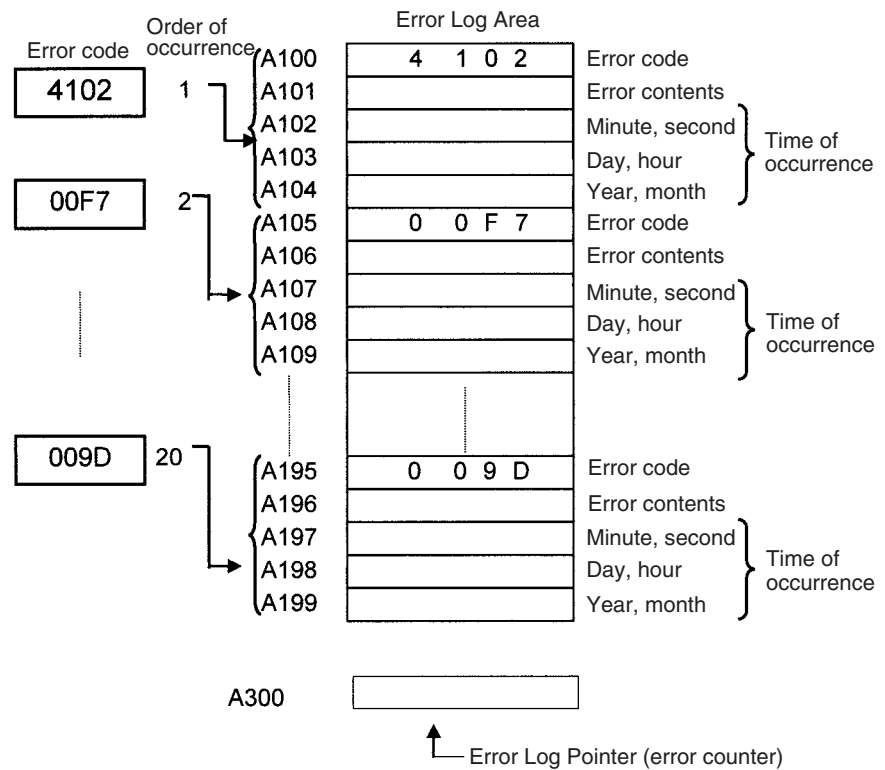 Error Log Area
Order of
Error code occurrence
A100 4 1 0 2 Error code
4102 1 A101 Error contents
A102 Minute, second
A103 Day, hour Time of
occurrence
A104 Year, month
00F7 2 A105 0 0 F 7 Error code
A106 Error contents
A107 Minute, second
A108 Day, hour Time of
occurrence
A109 Year, month
009D 20 A195 0 0 9 D Error code
A196 Error contents
A197 Minute, second
A198 Day, hour Time of
occurrence
A199 Year, month
A300
Error Log Pointer (error counter)